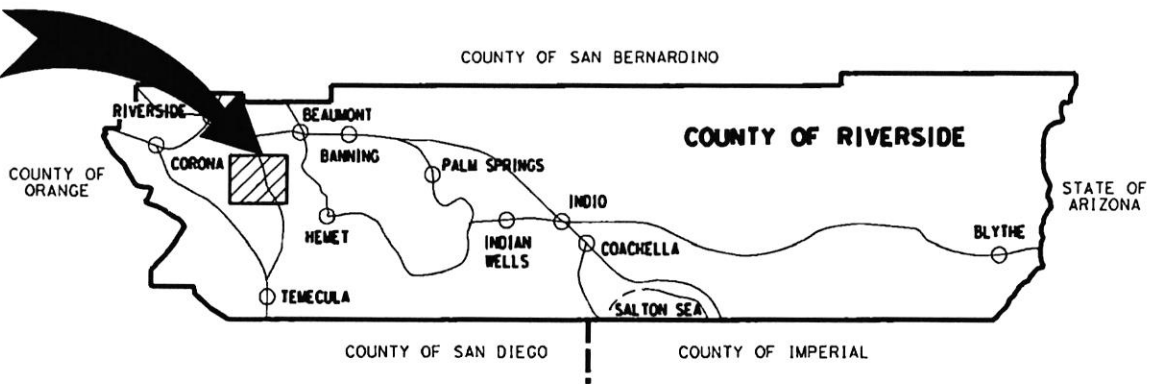 COUNTY OF SAN BERNARDINO
RIVERSIDE
BEAUMONT
COUNTY OF RIVERSIDE
CORONA
BANNING
PALM SPRINGS
COUNTY OF
ORANGE
STATE OF
ARIZONA
INDIO
HEMET
INDIAN
WELLS
COACHELLA
BLYTHE
TEMECULA
SALTON SEA
COUNTY OF SAN DIEGO
COUNTY OF IMPERIAL